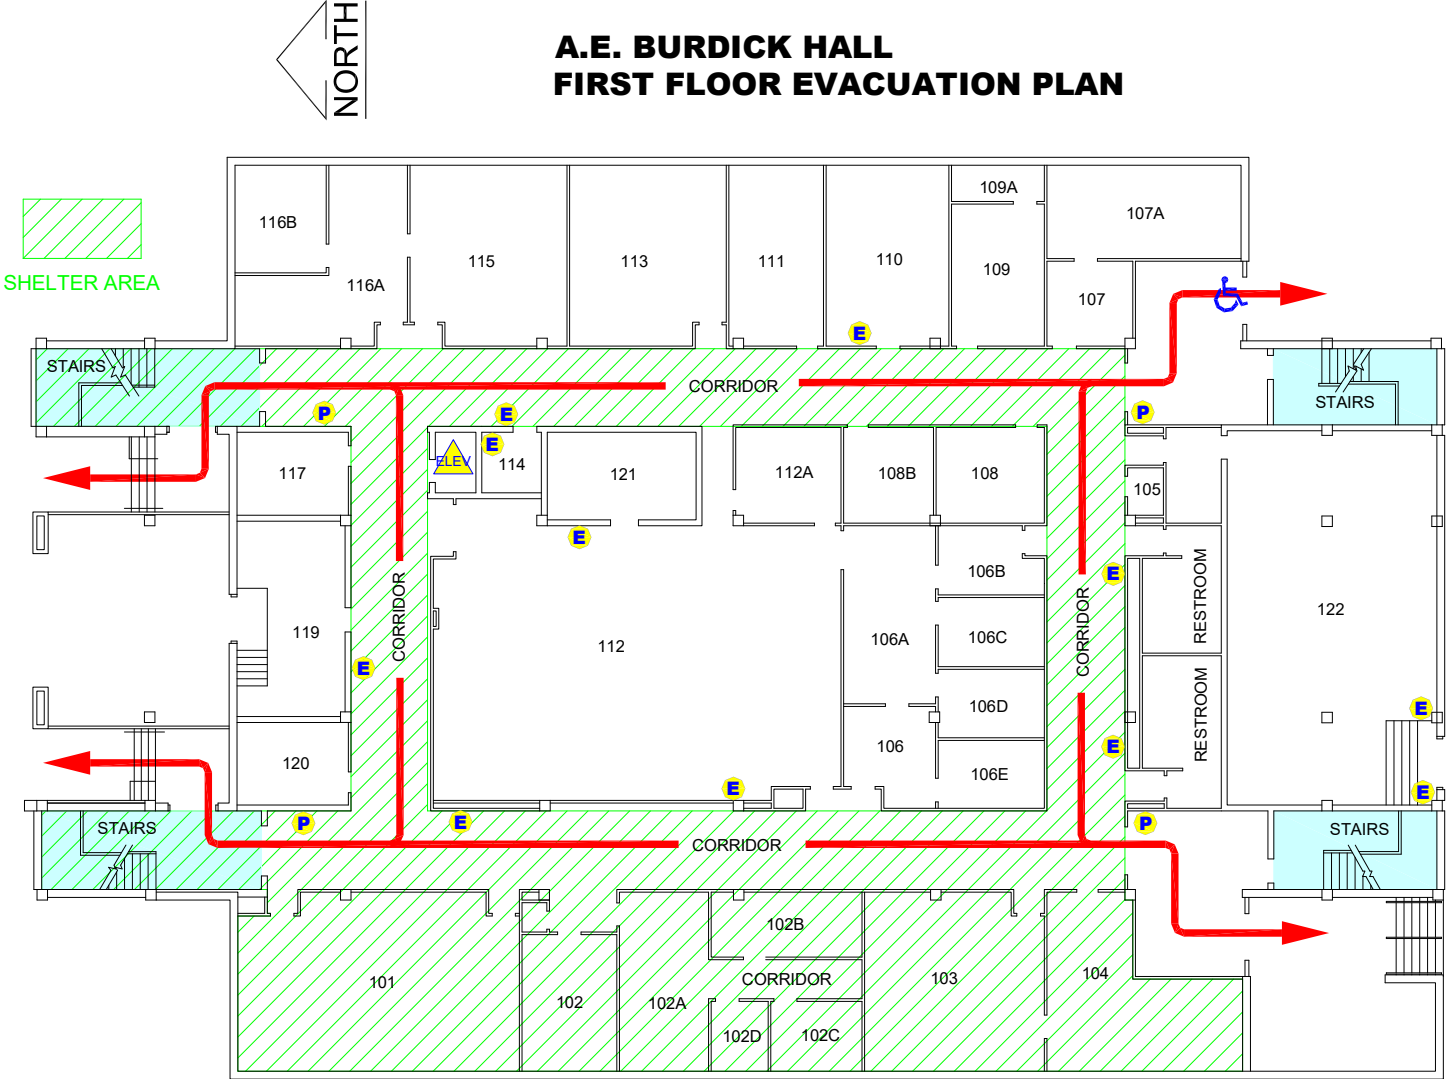 NORTH
A.E. BURDICK HALL
FIRST FLOOR EVACUATION PLAN
SHELTER AREA
116B
116A
115
113
111
110
109A
109
107A
107
E
STAIRS
CORRIDOR
STAIRS
P
E
P
E
ELEV
114
117
121
112A
108B
108
105
E
106B
E
RESTROOM
CORRIDOR
CORRIDOR
119
112
106A
106C
122
E
106D
RESTROOM
E
120
106
E
106E
E
E
STAIRS
P
E
P
STAIRS
CORRIDOR
101
102
102A
102B
CORRIDOR
102D
102C
103
104